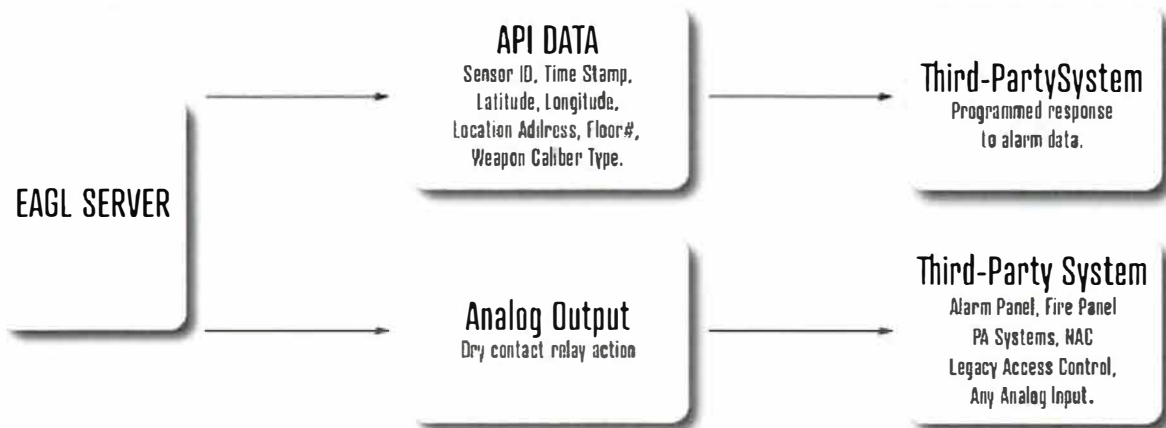 EAGL SERVER
API DATA
Sensor ID, Time Stamp,
Latitude, Longitude,
Location Address, Floor#,
Weapon Caliber Type.
Third-PartySystem
Programmed response
to alarm data.
Analog Output
Dry contact relay action
Third-Party System
Alarm Panel, Fire Panel
PA Systems, NAC
Legacy Access Control,
Any Analog Input.